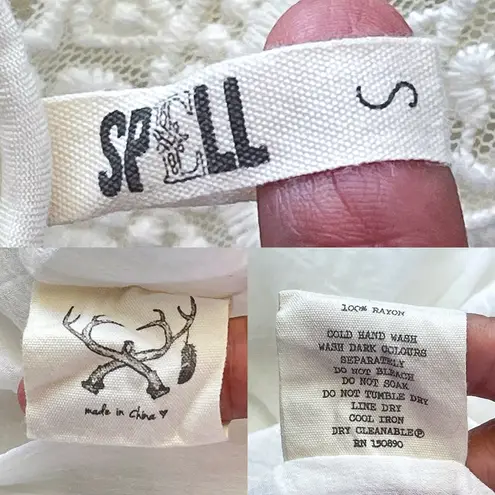 SPELL
S
made in China ♥
100% RAYON
COLD HAND WASH
WASH DARK COLOURS
SEPARATELY
DO NOT BLEACH
DO NOT SOAK
DO NOT TUMBLE DRY
LINE DRY
COOL IRON
DRY CLEANABLE Ⓟ
RN 150890